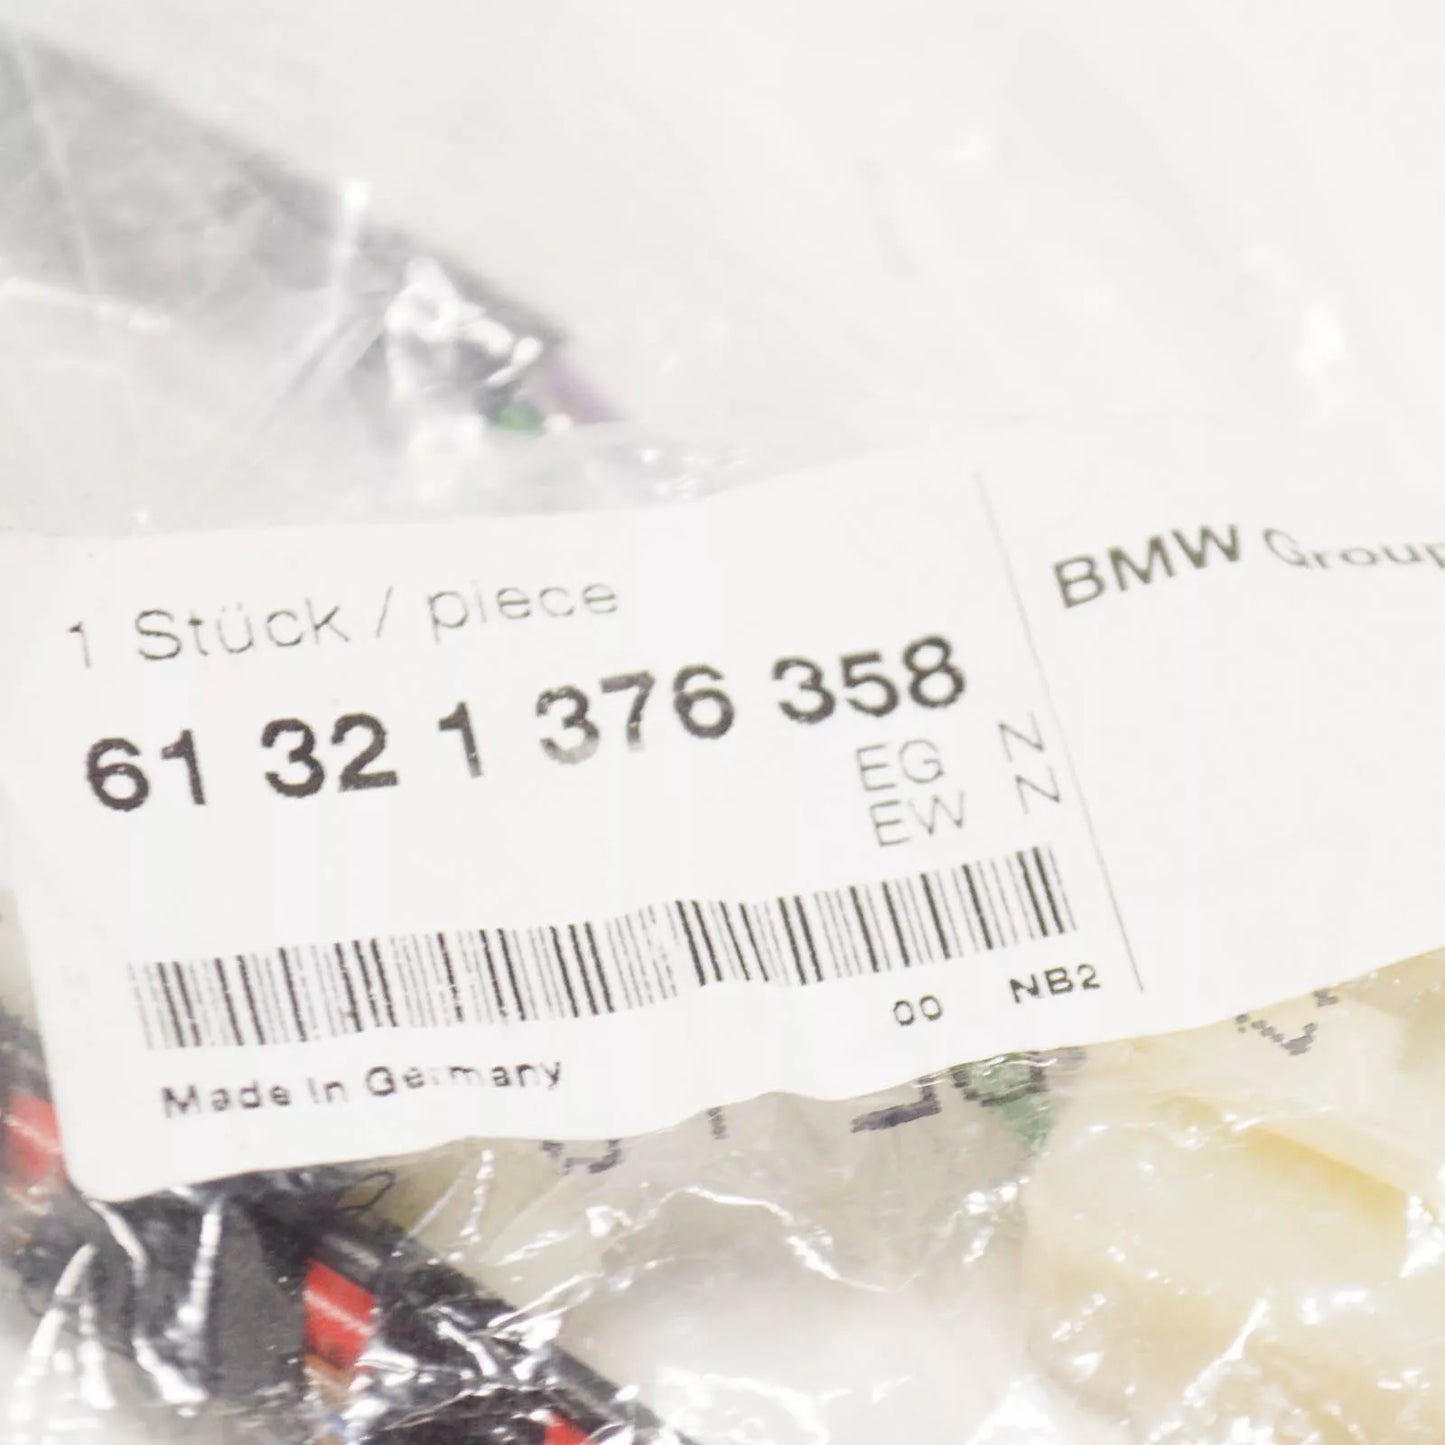 1 Stück / piece
BMW Group
61 32 1 376 358
EG N
EW N
00 NB2
Made In Germany